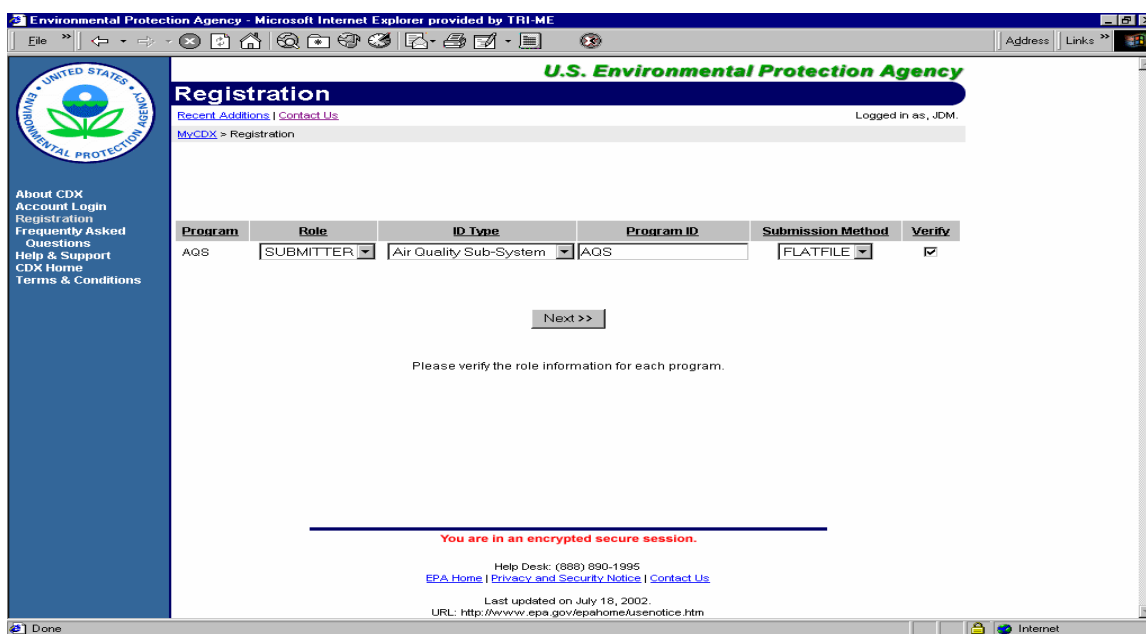 Environmental Protection Agency - Microsoft Internet Explorer provided by TRI-ME
File » Address Links »
UNITED STATES ENVIRONMENTAL PROTECTION AGENCY
U.S. Environmental Protection Agency
Registration
Recent Additions | Contact Us Logged in as, JDM.
MyCDX > Registration
About CDX
Account Login
Registration
Frequently Asked
Questions
Help & Support
CDX Home
Terms & Conditions
Program Role ID Type Program ID Submission Method Verify
AQS SUBMITTER Air Quality Sub-System AQS FLATFILE
Next >>
Please verify the role information for each program.
You are in an encrypted secure session.
Help Desk: (888) 890-1995
EPA Home | Privacy and Security Notice | Contact Us
Last updated on July 18, 2002.
URL: http://www.epa.gov/epahome/usenotice.htm
Done Internet